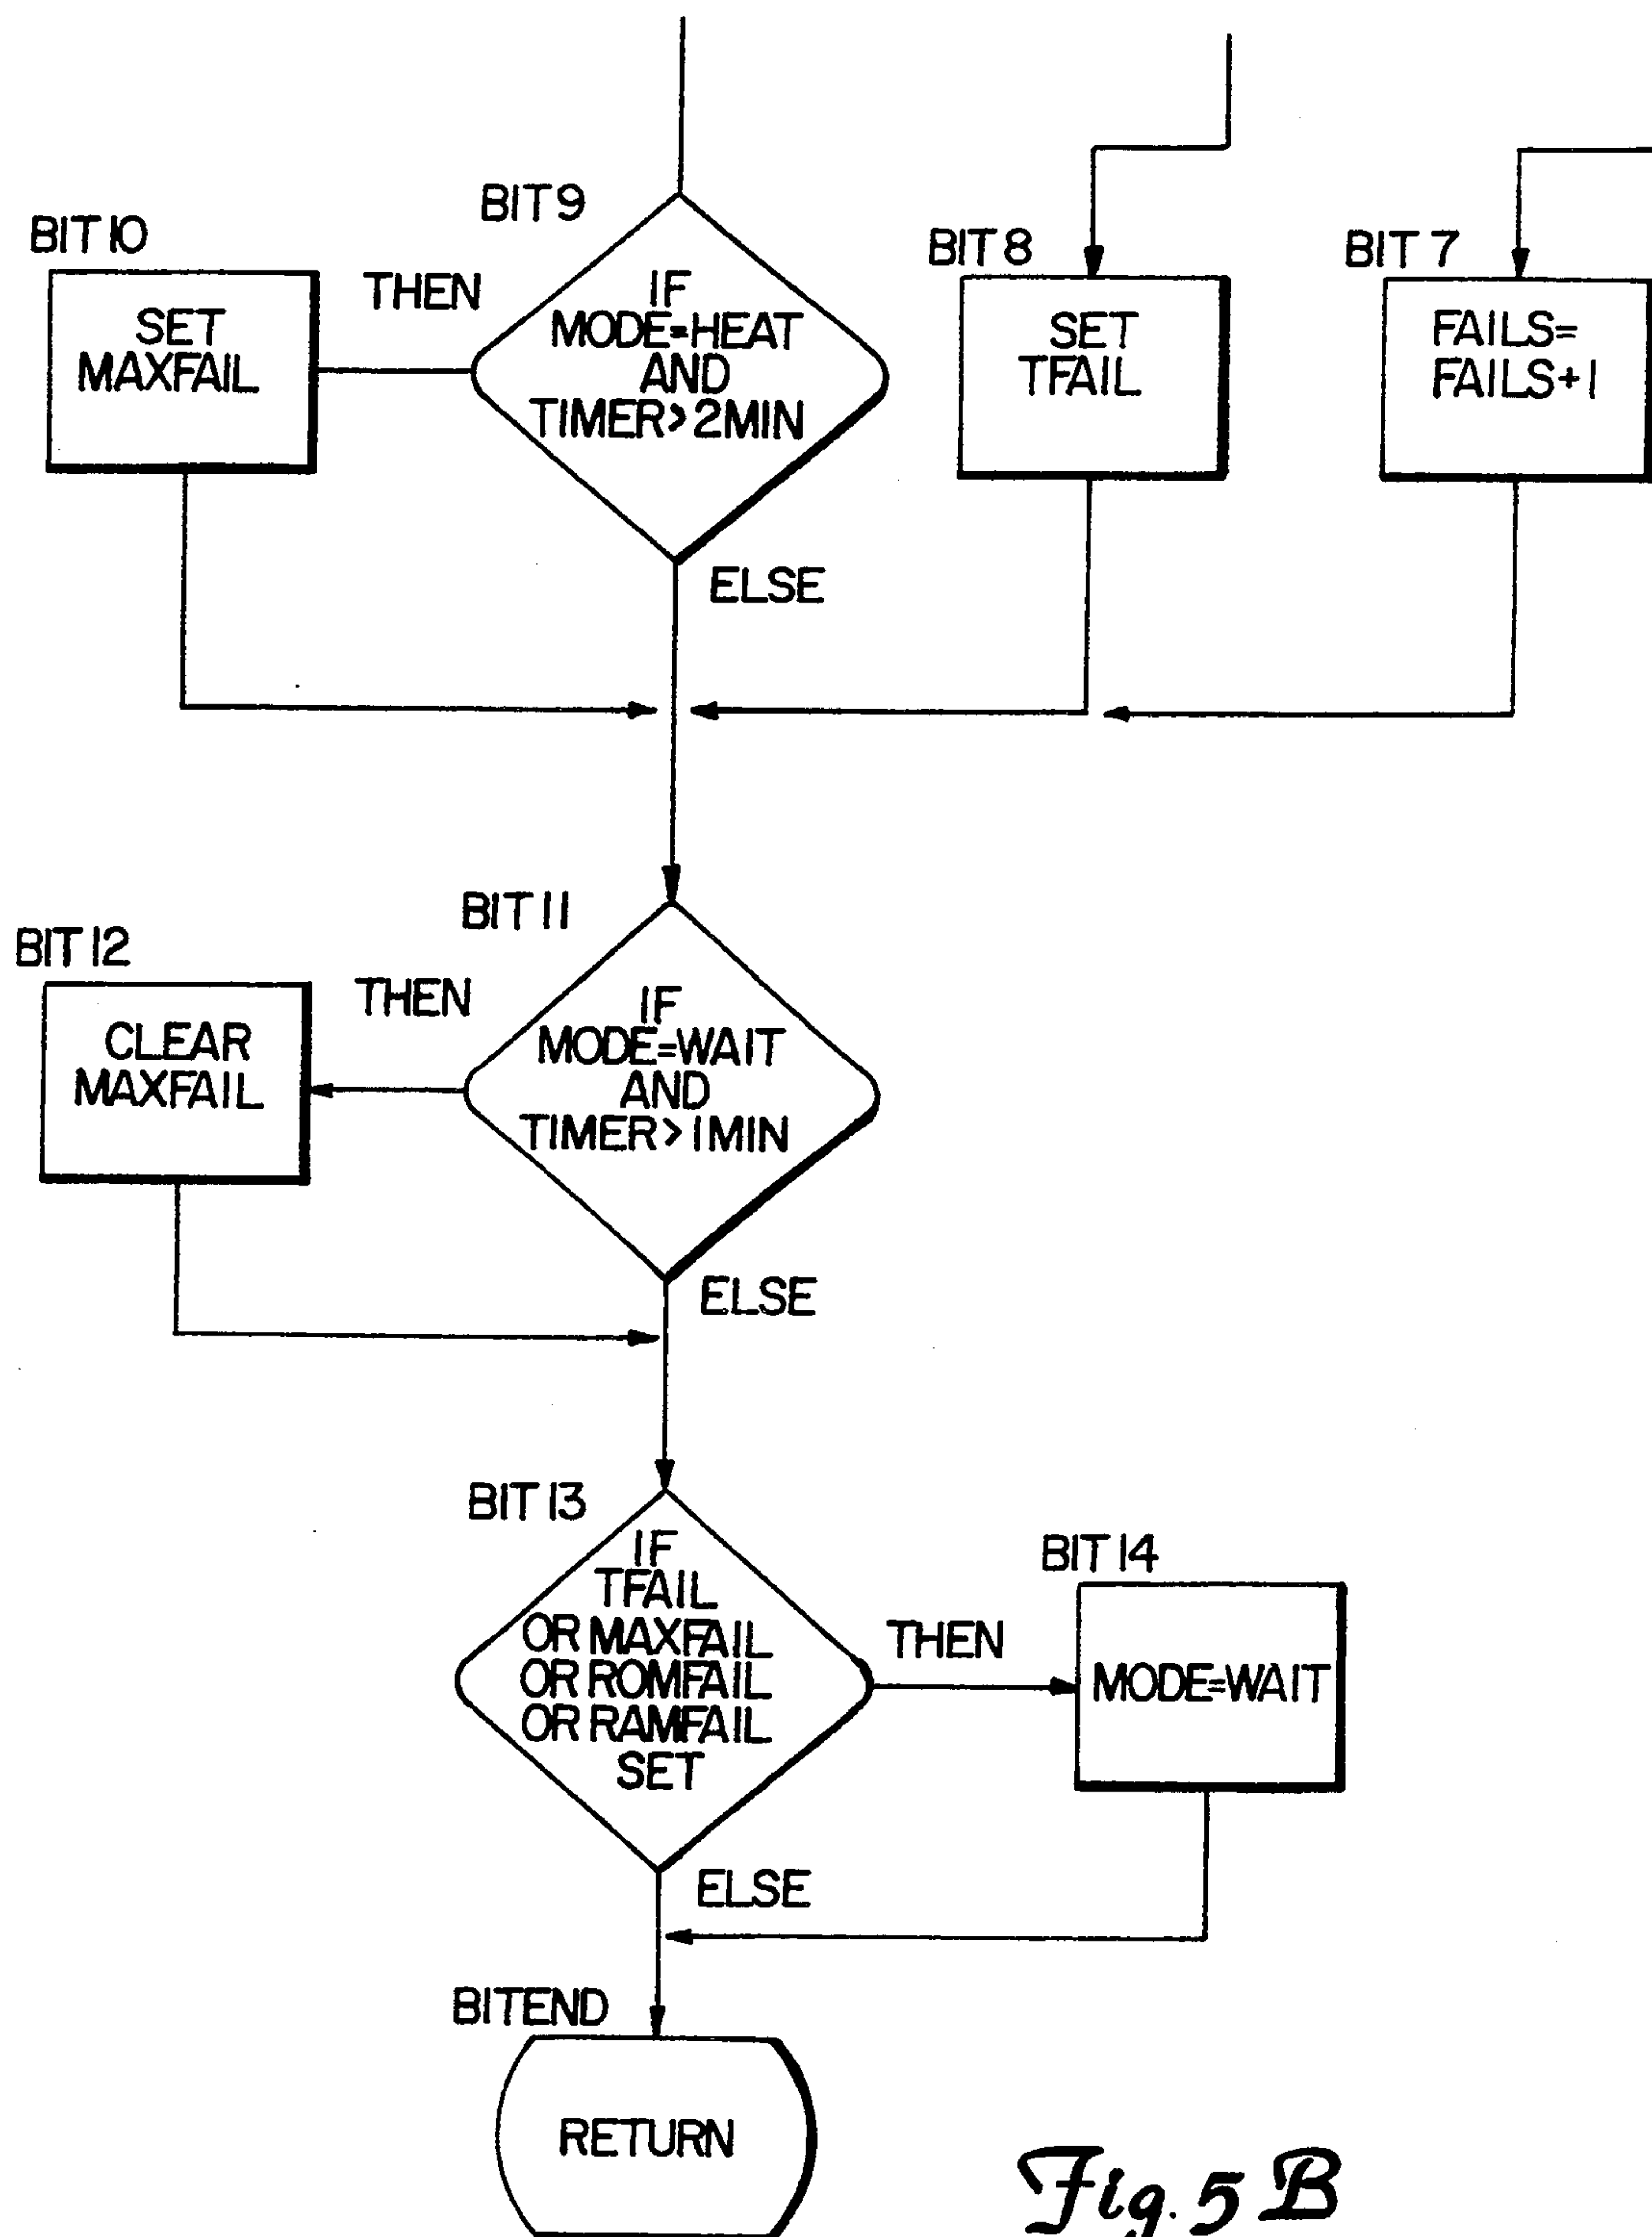 BIT 10
SET
MAXFAIL
THEN
BIT 9
IF
MODE=HEAT
AND
TIMER>2MIN
ELSE
BIT 8
SET
TFAIL
BIT 7
FAILS=
FAILS+1
BIT 12
CLEAR
MAXFAIL
THEN
BIT 11
IF
MODE=WAIT
AND
TIMER>1MIN
ELSE
BIT 13
IF
TFAIL
OR MAXFAIL
OR ROMFAIL
OR RAMFAIL
SET
THEN
BIT 14
MODE=WAIT
ELSE
BITEND
RETURN
Fig. 5B